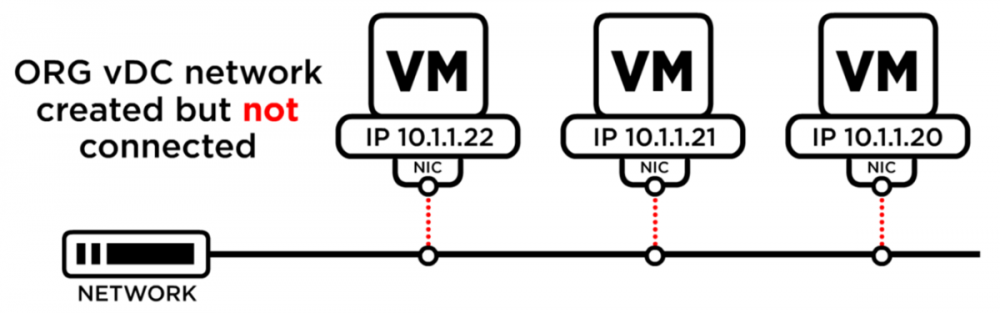 ORG vDC network
created but not
connected
VM
IP 10.1.1.22
NIC
VM
IP 10.1.1.21
NIC
VM
IP 10.1.1.20
NIC
NETWORK